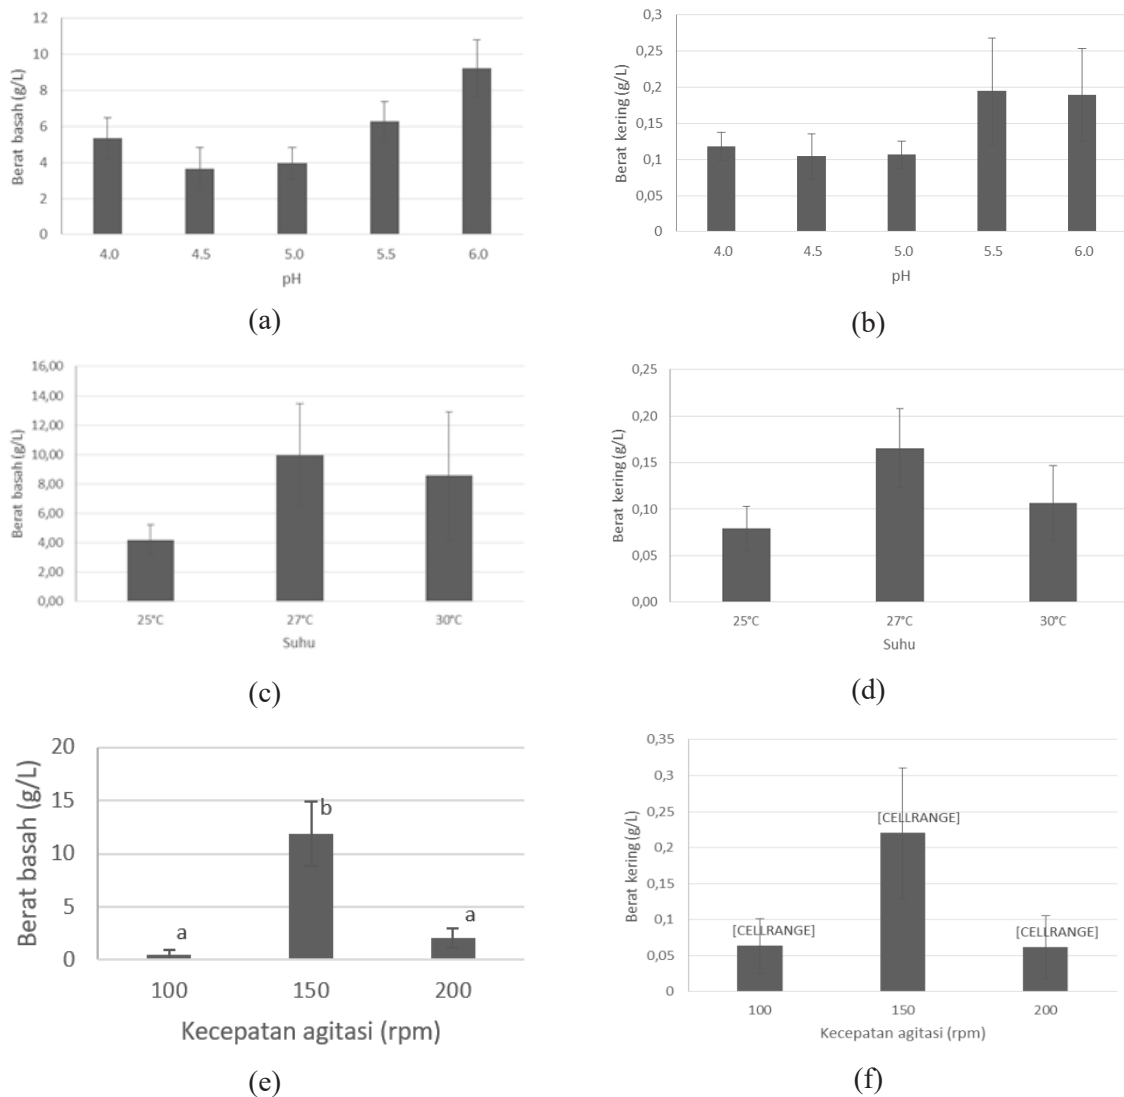 12
10
8
6
4
2
0
Berat basah (g/L)
4.0 4.5 5.0 5.5 6.0
pH
(a)
0,3
0,25
0,2
0,15
0,1
0,05
0
Berat kering (g/L)
4.0 4.5 5.0 5.5 6.0
pH
(b)
16,00
14,00
12,00
10,00
8,00
6,00
4,00
2,00
0,00
Berat basah (g/L)
25°C 27°C 30°C
Suhu
(c)
0,25
0,20
0,15
0,10
0,05
0,00
Berat kering (g/L)
25°C 27°C 30°C
Suhu
(d)
20
15
10
5
0
Berat basah (g/L)
a b a
100 150 200
Kecepatan agitasi (rpm)
(e)
0,35
0,3
0,25
0,2
0,15
0,1
0,05
0
Berat kering (g/L)
[CELLRANGE] [CELLRANGE] [CELLRANGE]
100 150 200
Kecepatan agitasi (rpm)
(f)